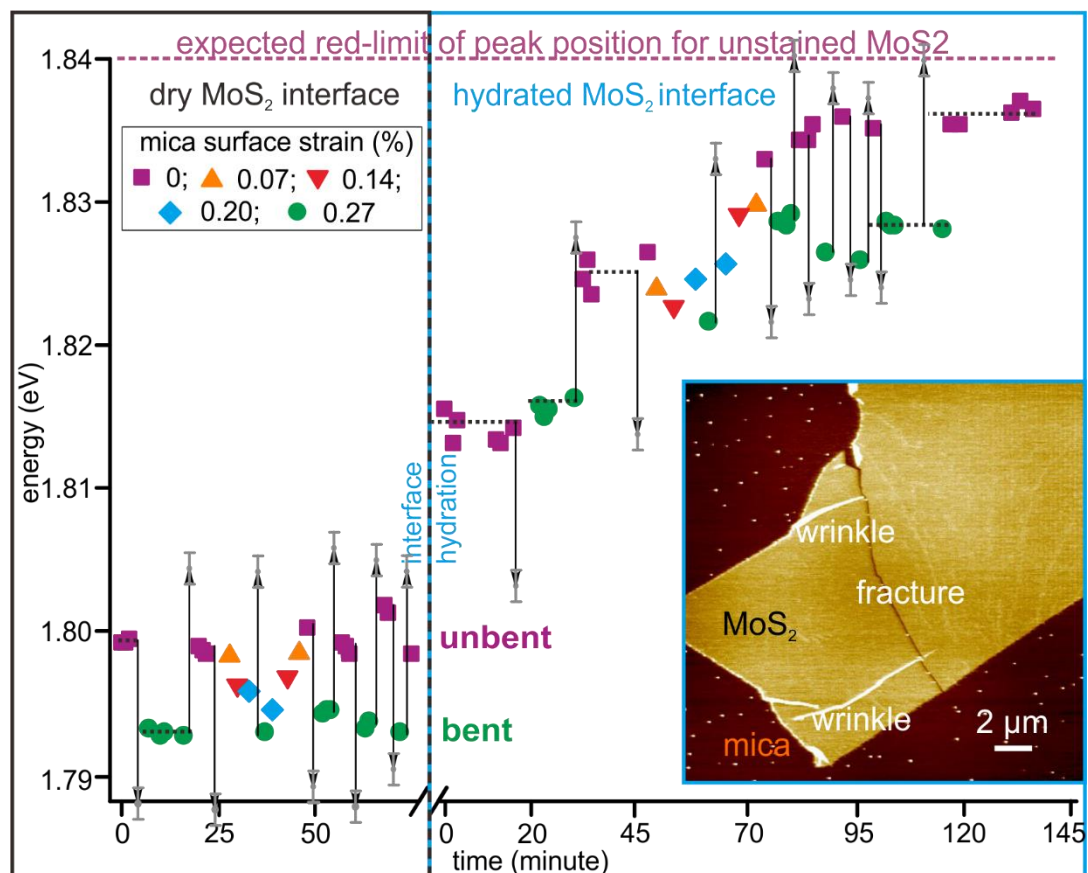 expected red-limit of peak position for unstained MoS2
1.84
1.83
1.82
1.81
1.80
1.79
energy (eV)
dry MoS₂ interface
hydrated MoS₂ interface
mica surface strain (%)
0; 0.07; 0.14;
0.20; 0.27
interface
hydration
unbent
bent
wrinkle
fracture
MoS₂
wrinkle
mica
2 µm
0 25 50 0 20 45 70 95 120 145
time (minute)